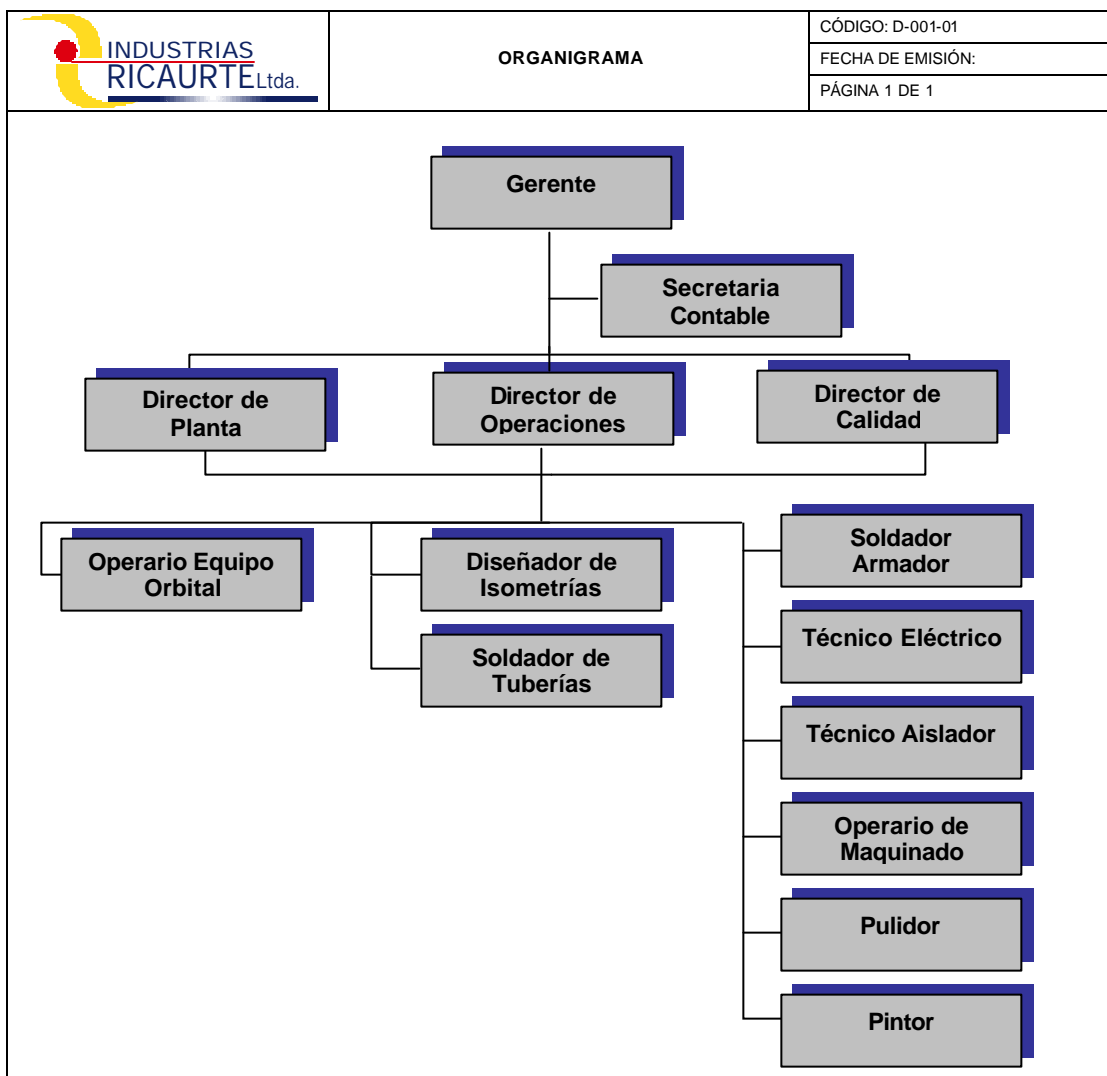 INDUSTRIAS
RICAURTE Ltda.
ORGANIGRAMA
CÓDIGO: D-001-01
FECHA DE EMISIÓN:
PÁGINA 1 DE 1
Gerente
Secretaria
Contable
Director de
Planta
Director de
Operaciones
Director de
Calidad
Operario Equipo
Orbital
Diseñador de
Isometrías
Soldador de
Tuberías
Soldador
Armador
Técnico Eléctrico
Técnico Aislador
Operario de
Maquinado
Pulidor
Pintor